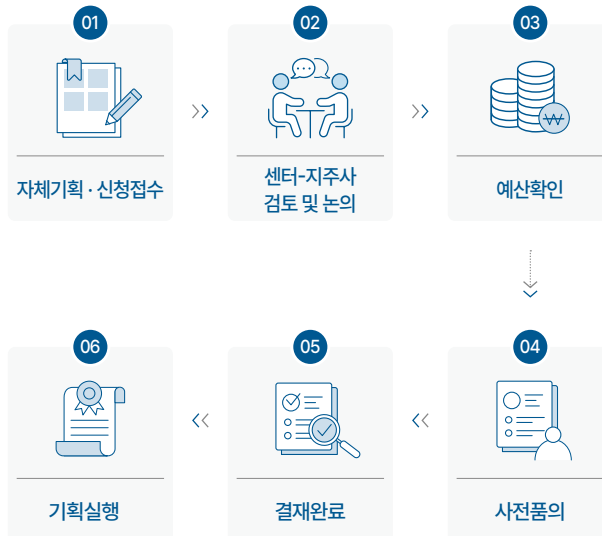 01
자체기획 · 신청접수
02
센터-지주사
검토 및 논의
03
₩
예산확인
04
사전품의
05
결재완료
06
기획실행